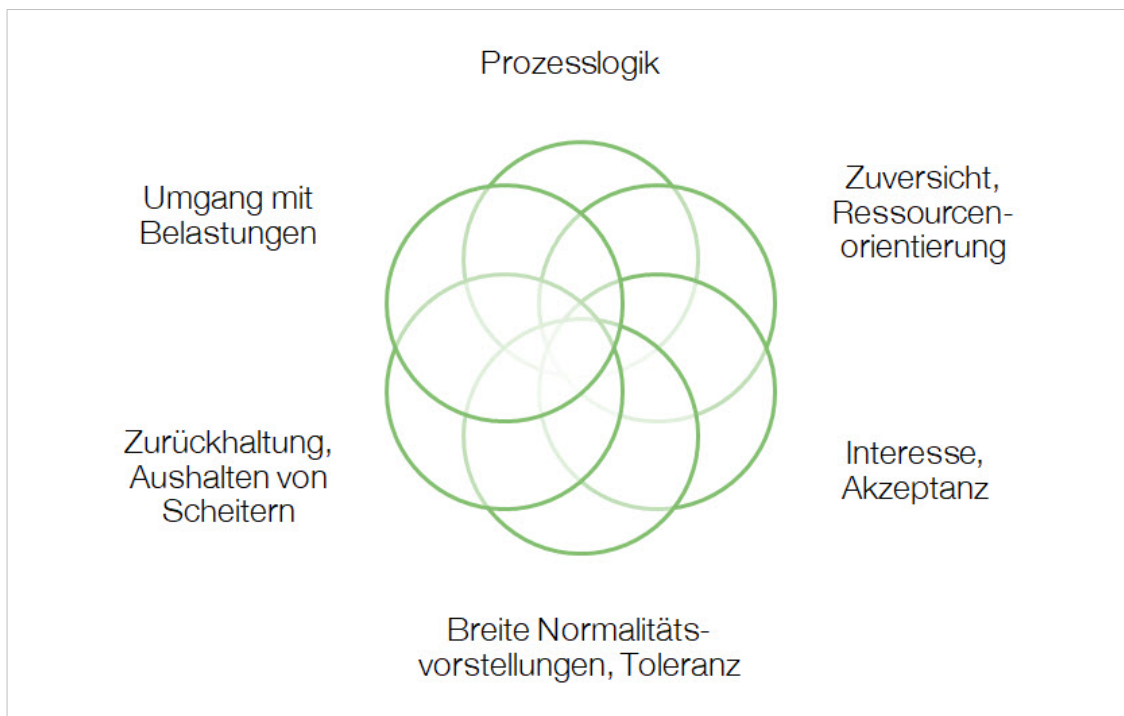 Prozesslogik
Zuversicht,
Ressourcen-
orientierung
Interesse,
Akzeptanz
Breite Normalitäts-
vorstellungen, Toleranz
Zurückhaltung,
Aushalten von
Scheitern
Umgang mit
Belastungen